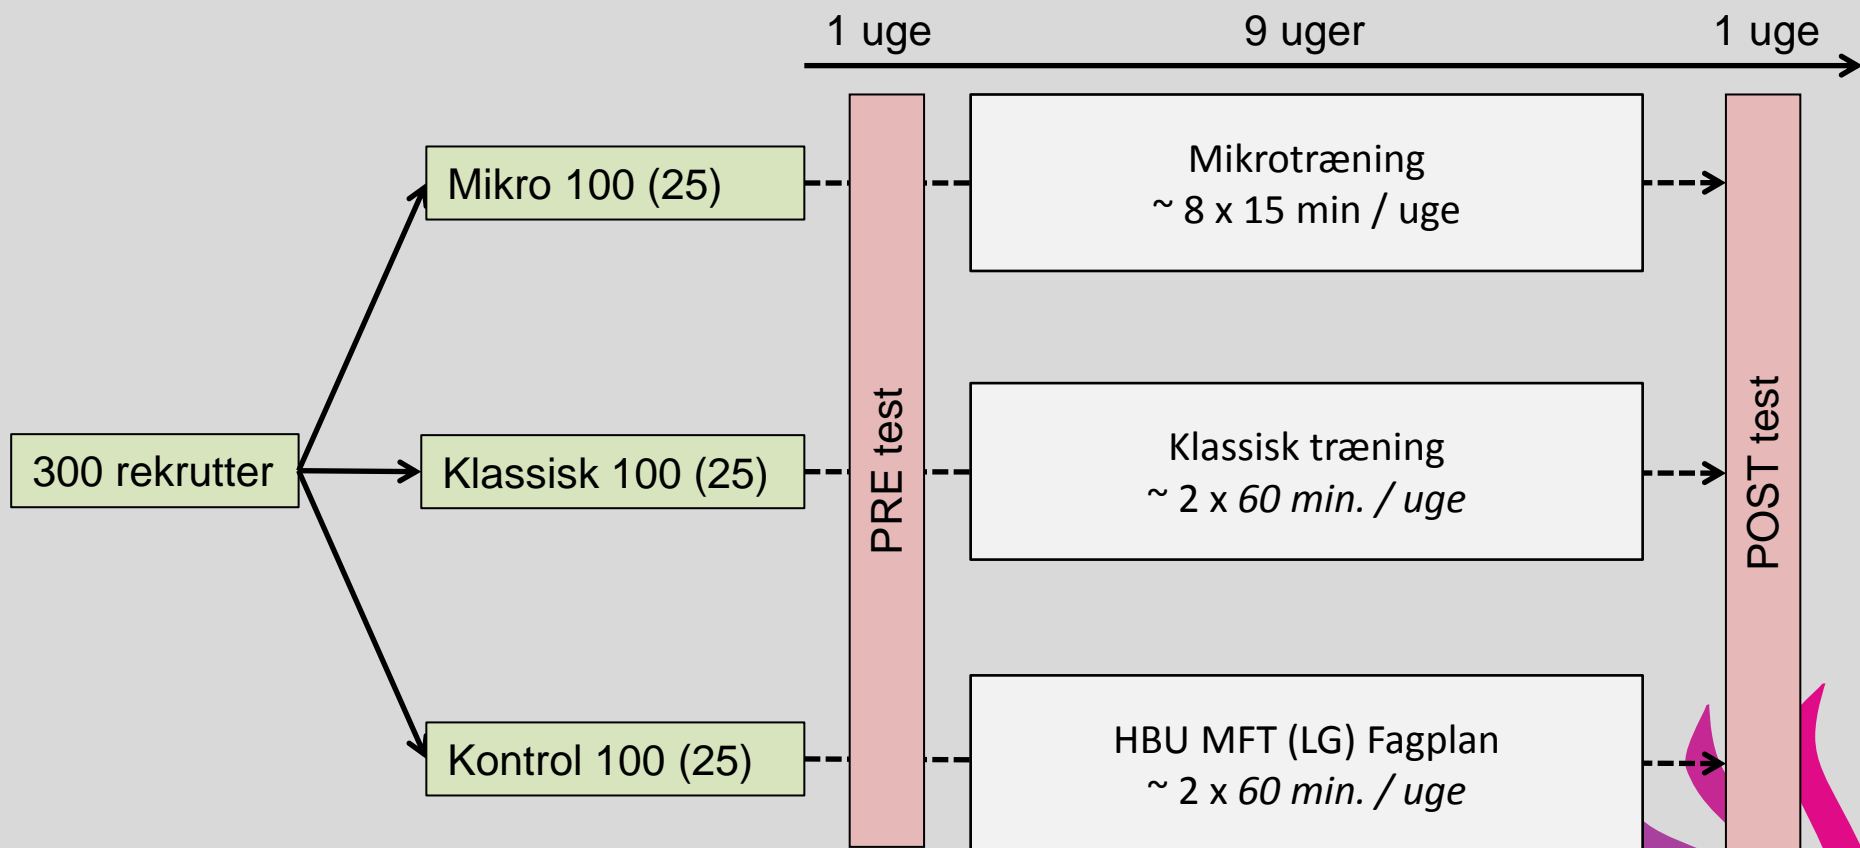 1 uge
9 uger
1 uge
Mikro 100 (25)
Mikrotræning
~ 8 x 15 min / uge
300 rekrutter
Klassisk 100 (25)
PRE test
Klassisk træning
~ 2 x 60 min. / uge
POST test
Kontrol 100 (25)
HBU MFT (LG) Fagplan
~ 2 x 60 min. / uge